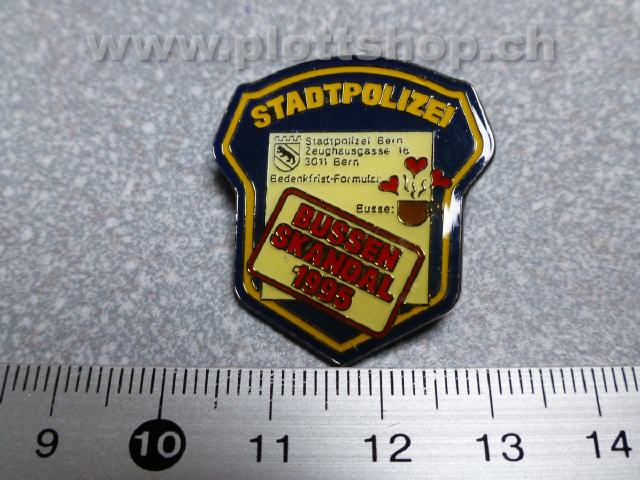 www.plottshop.ch
STADTPOLIZEI
Stadtpolizei Bern
Zeughausgasse 16
3011 Bern
Bedenkfrist-Formular
Busse:
BUSSEN
SKANDAL
1995
9 10 11 12 13 14